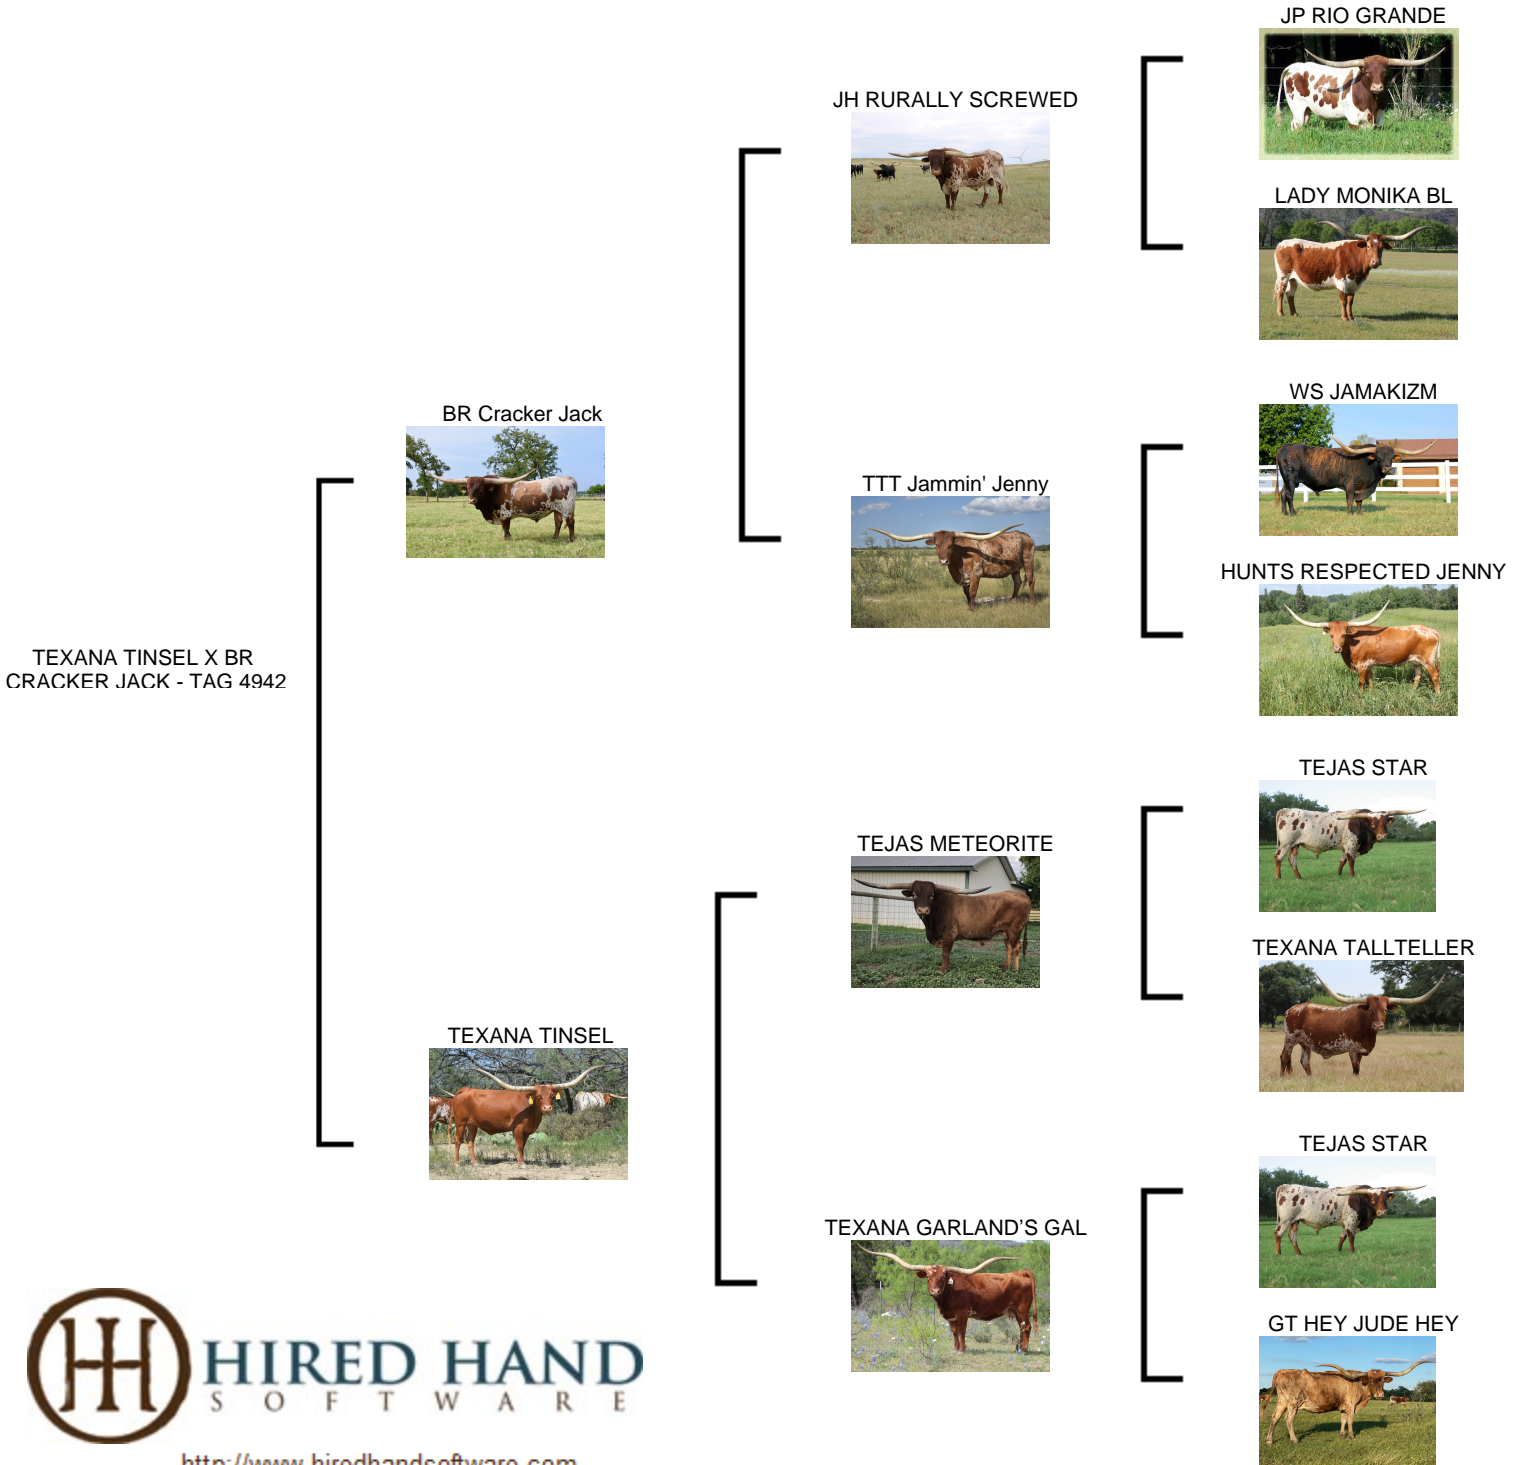 JP RIO GRANDE
JH RURALLY SCREWED
LADY MONIKA BL
BR Cracker Jack
WS JAMAKIZM
TTT Jammin' Jenny
HUNTS RESPECTED JENNY
TEXANA TINSEL X BR
CRACKER JACK - TAG 4942
TEJAS STAR
TEJAS METEORITE
TEXANA TALLTELLER
TEXANA TINSEL
TEJAS STAR
TEXANA GARLAND'S GAL
GT HEY JUDE HEY
HIRED HAND
SOFTWARE
http://www.hiredhandsoftware.com